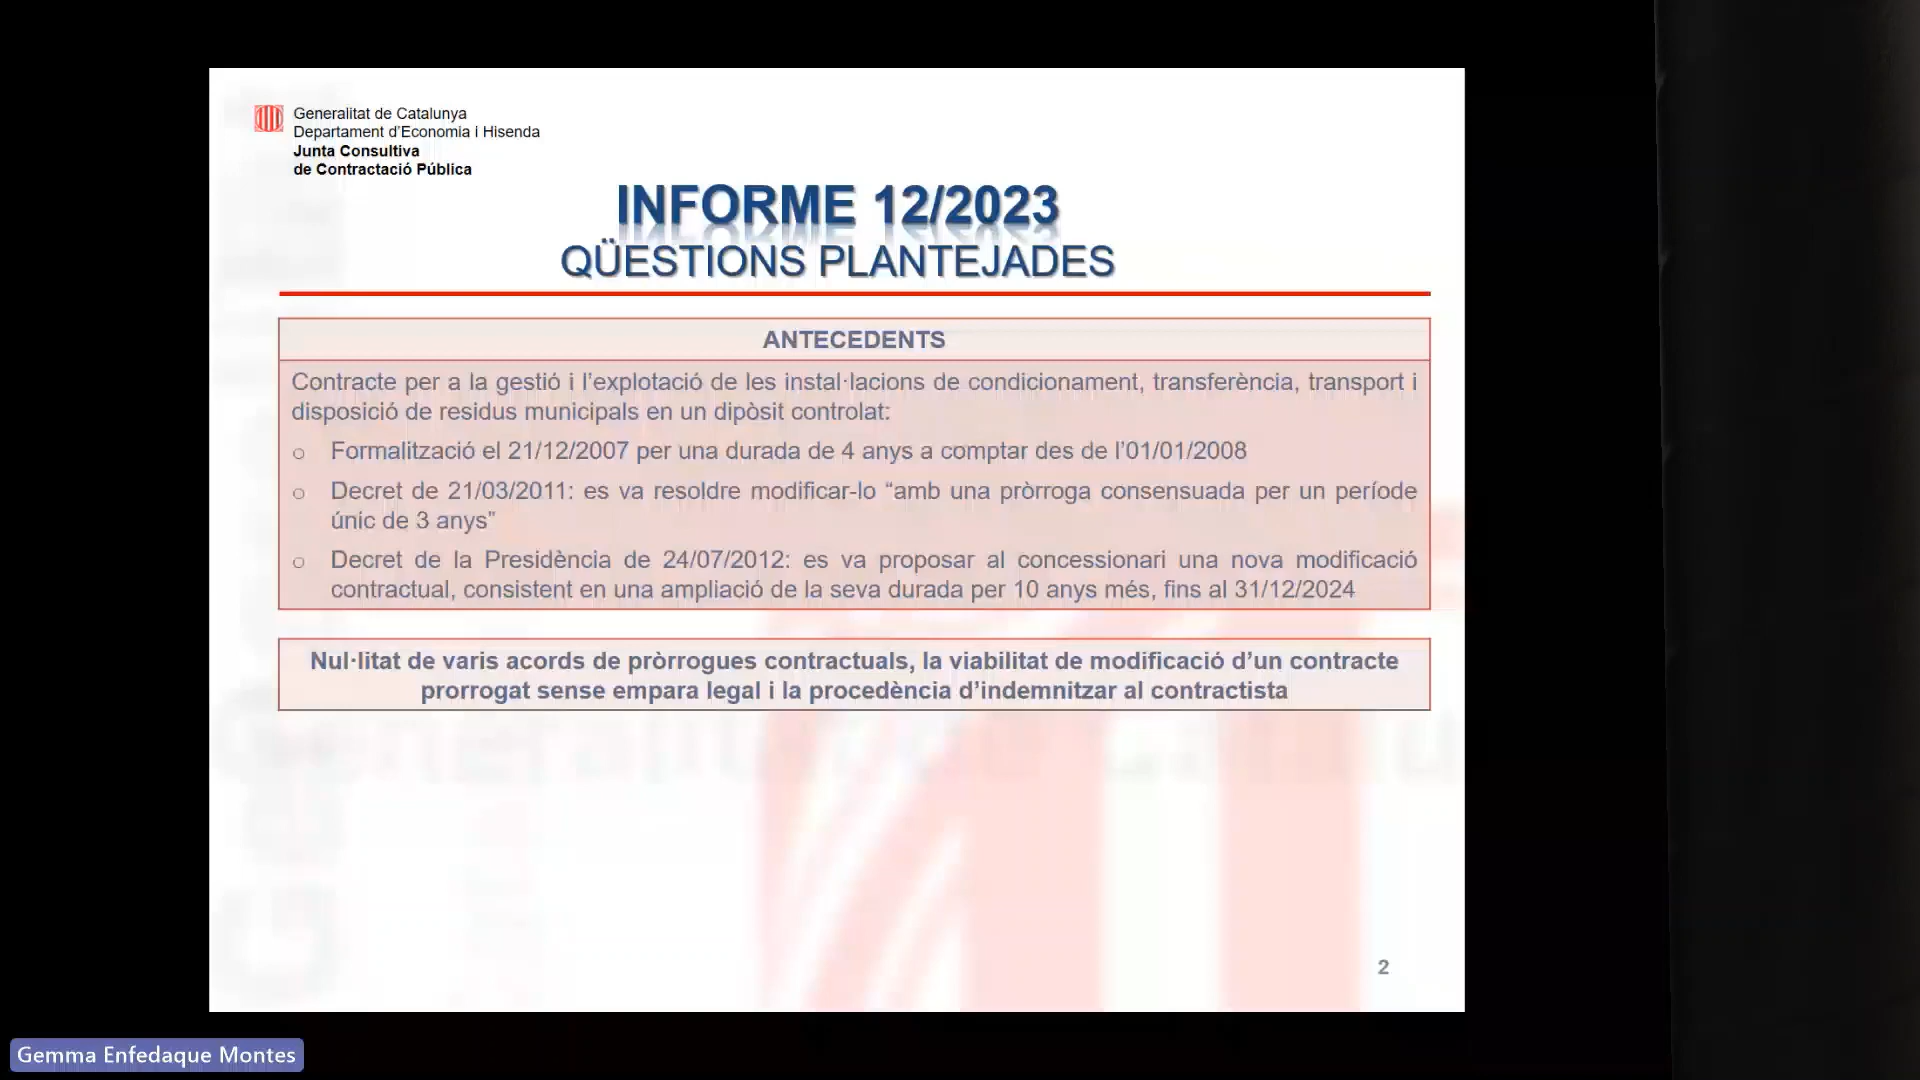 Generalitat de Catalunya
Departament d’Economia i Hisenda
Junta Consultiva
de Contractació Pública
INFORME 12/2023
QÜESTIONS PLANTEJADES
ANTECEDENTS
Contracte per a la gestió i l’explotació de les instal·lacions de condicionament, transferència, transport i
disposició de residus municipals en un dipòsit controlat:
o Formalització el 21/12/2007 per una durada de 4 anys a comptar des de l’01/01/2008
o Decret de 21/03/2011: es va resoldre modificar-lo “amb una pròrroga consensuada per un període
únic de 3 anys”
o Decret de la Presidència de 24/07/2012: es va proposar al concessionari una nova modificació
contractual, consistent en una ampliació de la seva durada per 10 anys més, fins al 31/12/2024
Nul·litat de varis acords de pròrrogues contractuals, la viabilitat de modificació d’un contracte
prorrogat sense empara legal i la procedència d’indemnitzar al contractista
2
Gemma Enfedaque Montes